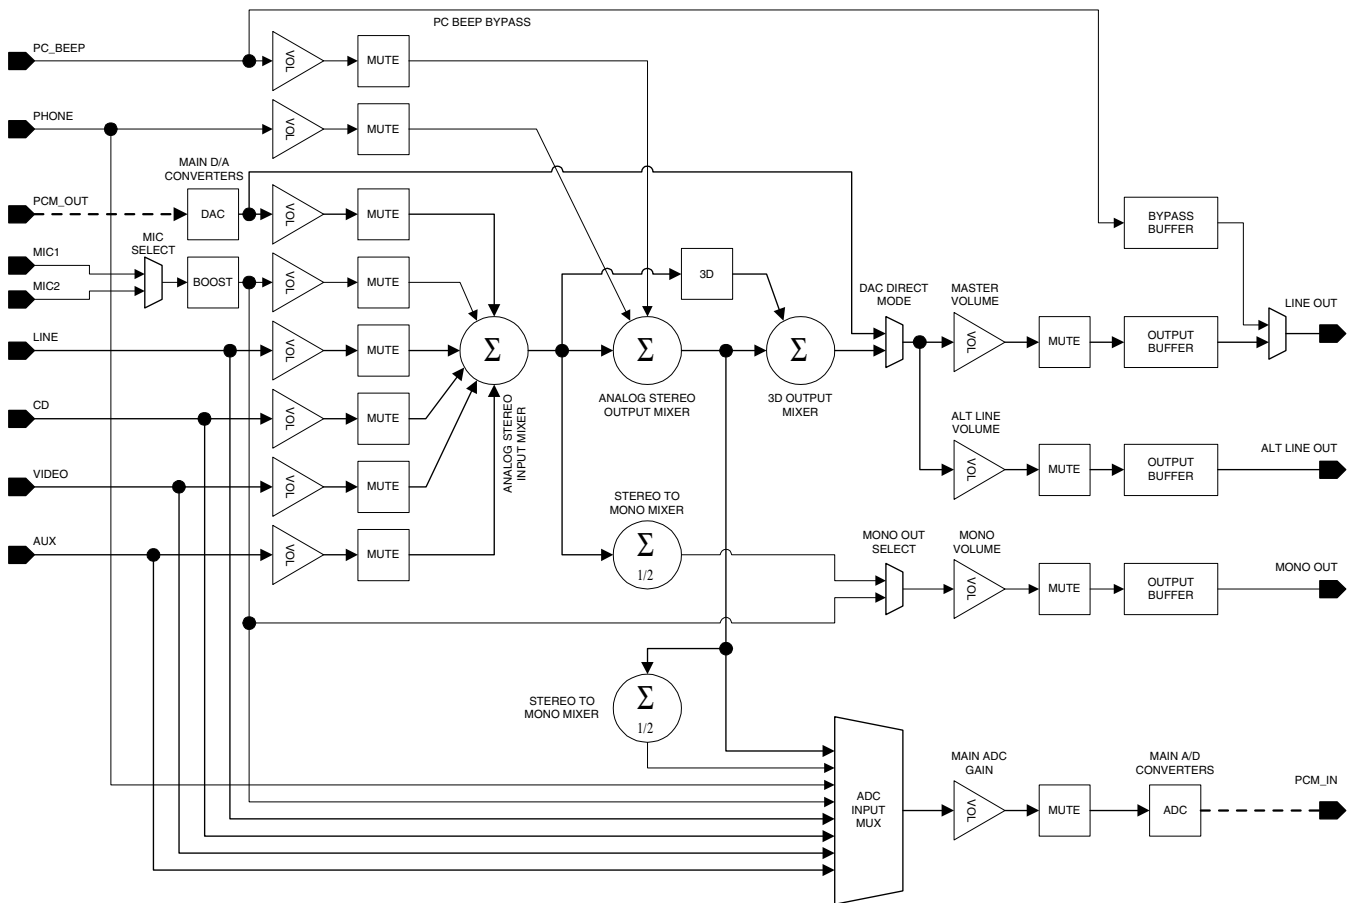 PC BEEP BYPASS
PC_BEEP
VOL
MUTE
PHONE
VOL
MUTE
MAIN D/A
CONVERTERS
PCM_OUT
DAC
VOL
MUTE
BYPASS
BUFFER
MIC1
MIC
SELECT
MIC2
BOOST
VOL
MUTE
3D
DAC DIRECT
MODE
MASTER
VOLUME
LINE OUT
LINE
VOL
MUTE
Σ
ANALOG STEREO
INPUT MIXER
Σ
ANALOG STEREO
OUTPUT MIXER
Σ
3D OUTPUT
MIXER
VOL
MUTE
OUTPUT
BUFFER
CD
VOL
MUTE
ALT LINE
VOLUME
VOL
MUTE
OUTPUT
BUFFER
ALT LINE OUT
VIDEO
VOL
MUTE
STEREO TO
MONO MIXER
Σ
1/2
AUX
VOL
MUTE
MONO OUT
SELECT
MONO
VOLUME
VOL
MUTE
OUTPUT
BUFFER
MONO OUT
STEREO TO
MONO MIXER
Σ
1/2
ADC
INPUT
MUX
MAIN ADC
GAIN
VOL
MUTE
MAIN A/D
CONVERTERS
ADC
PCM_IN